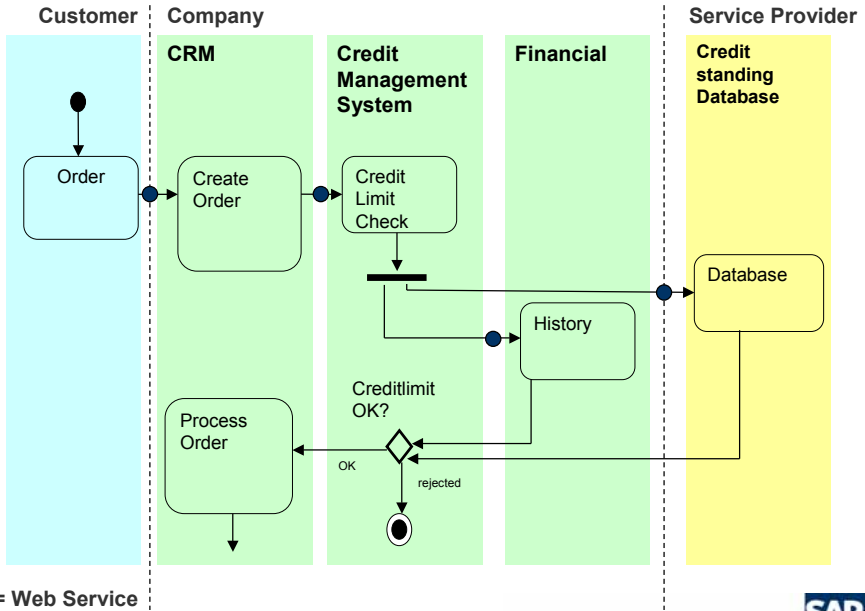 Customer
Company
Service Provider
CRM
Credit
Management
System
Financial
Credit
standing
Database
Order
Create
Order
Credit
Limit
Check
Database
History
Creditlimit
OK?
Process
Order
OK
rejected
= Web Service
SAP